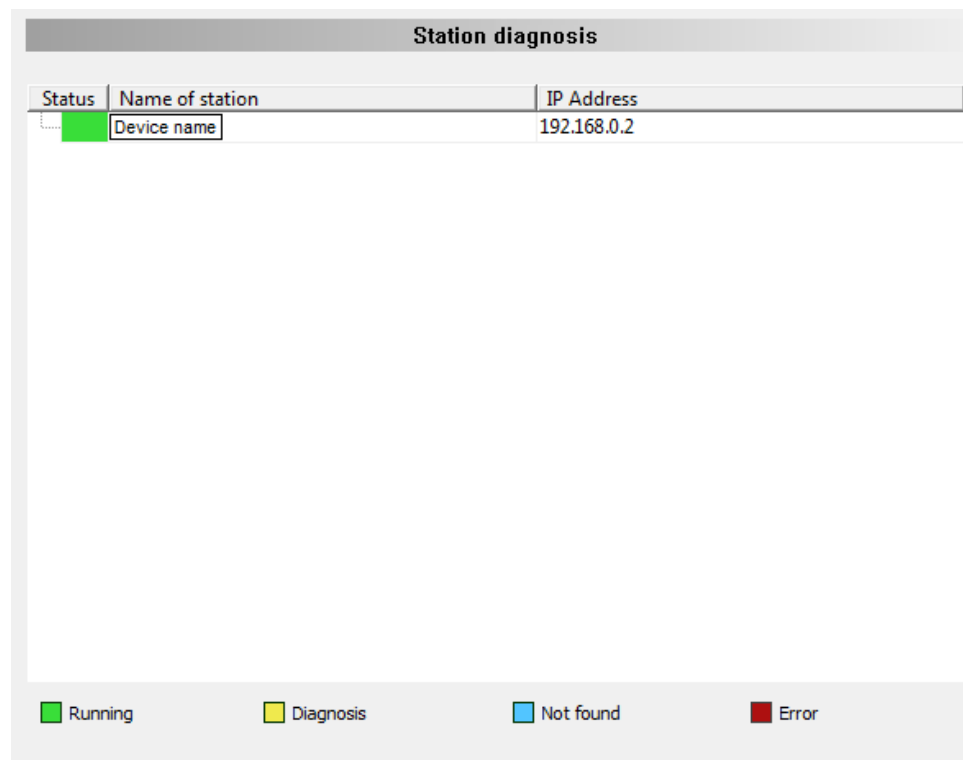 Station diagnosis
Status Name of station IP Address
Device name 192.168.0.2
Running Diagnosis Not found Error